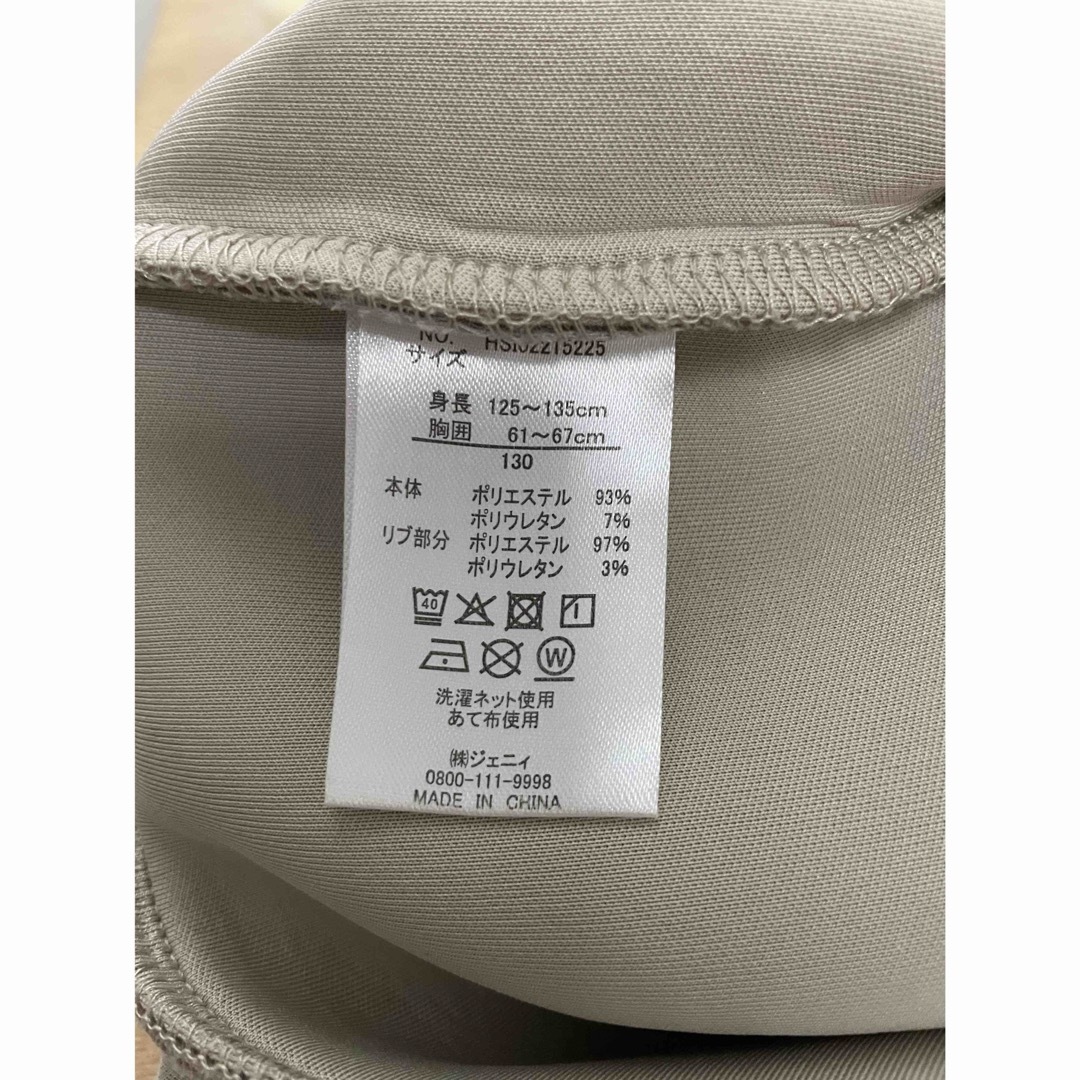 NO. HSI02215225
サイズ
身長 125〜135cm
胸囲 61〜67cm
130
本体 ポリエステル 93%
ポリウレタン 7%
リブ部分 ポリエステル 97%
ポリウレタン 3%
40
W
洗濯ネット使用
あて布使用
㈱ジェニィ
0800-111-9998
MADE IN CHINA